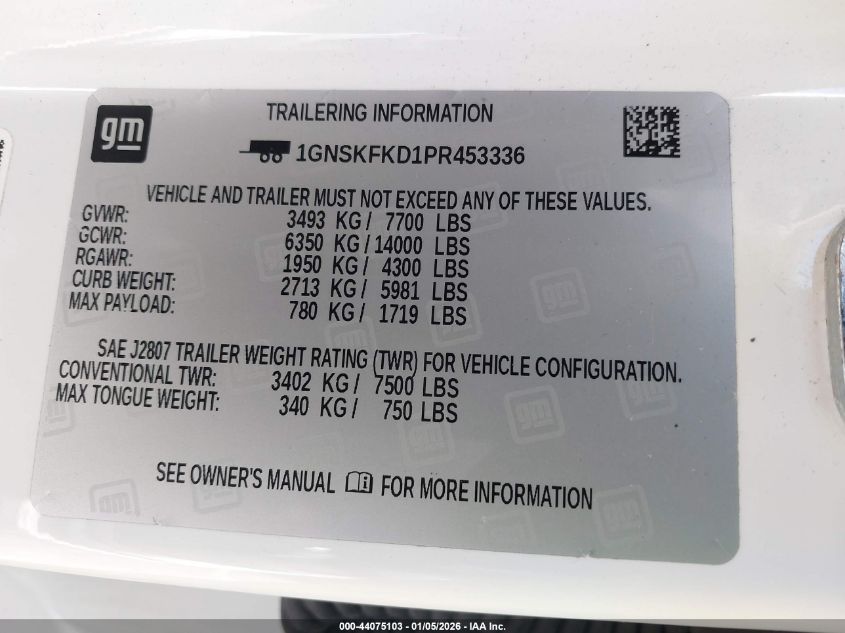 gm
TRAILERING INFORMATION
1GNSKFKD1PR453336
VEHICLE AND TRAILER MUST NOT EXCEED ANY OF THESE VALUES.
GVWR: 3493 KG / 7700 LBS
GCWR: 6350 KG / 14000 LBS
RGAWR: 1950 KG / 4300 LBS
CURB WEIGHT: 2713 KG / 5981 LBS
MAX PAYLOAD: 780 KG / 1719 LBS
SAE J2807 TRAILER WEIGHT RATING (TWR) FOR VEHICLE CONFIGURATION.
CONVENTIONAL TWR: 3402 KG / 7500 LBS
MAX TONGUE WEIGHT: 340 KG / 750 LBS
SEE OWNER'S MANUAL FOR MORE INFORMATION
000-44075103 - 01/05/2026 - IAA Inc.